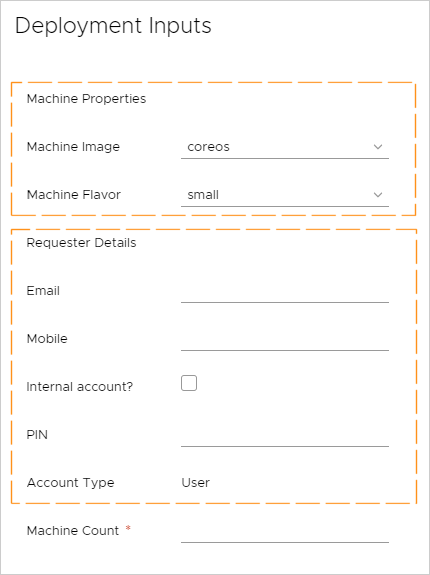 Deployment Inputs
Machine Properties
Machine Image coreos
Machine Flavor small
Requester Details
Email
Mobile
Internal account?
PIN
Account Type User
Machine Count *